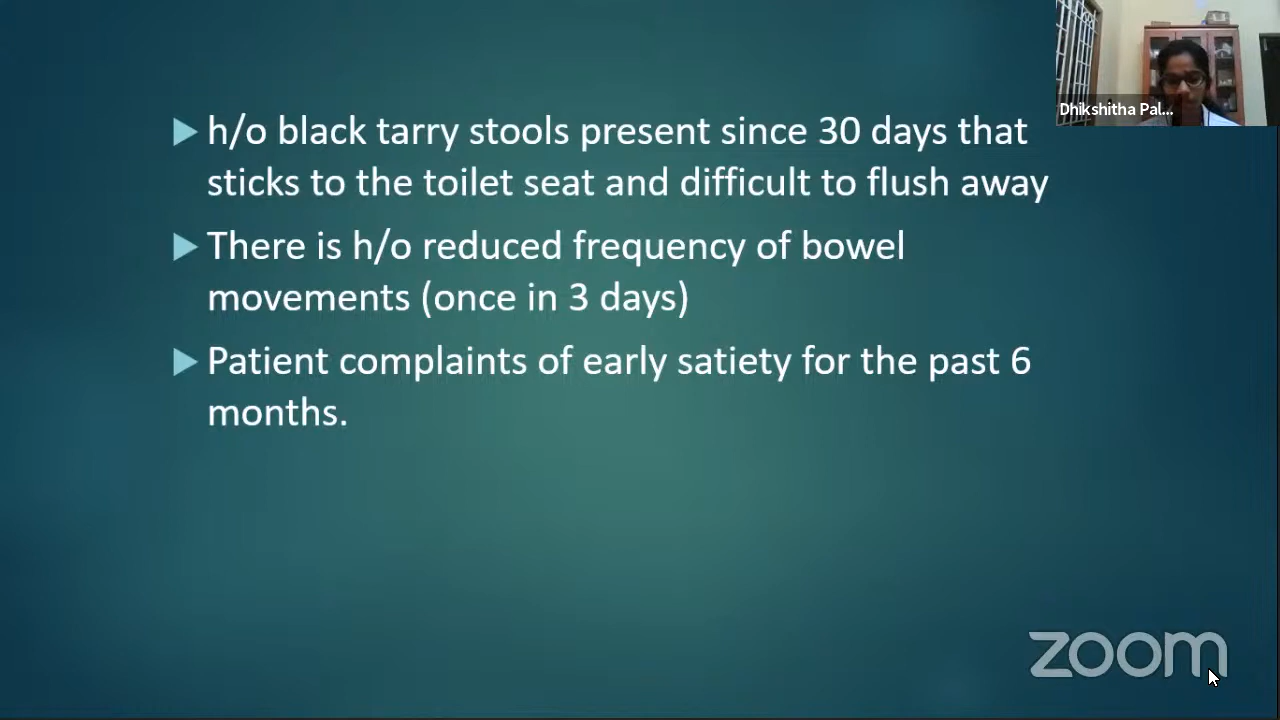 Dhikshitha Pal...
h/o black tarry stools present since 30 days that
sticks to the toilet seat and difficult to flush away
There is h/o reduced frequency of bowel
movements (once in 3 days)
Patient complaints of early satiety for the past 6
months.
zoom